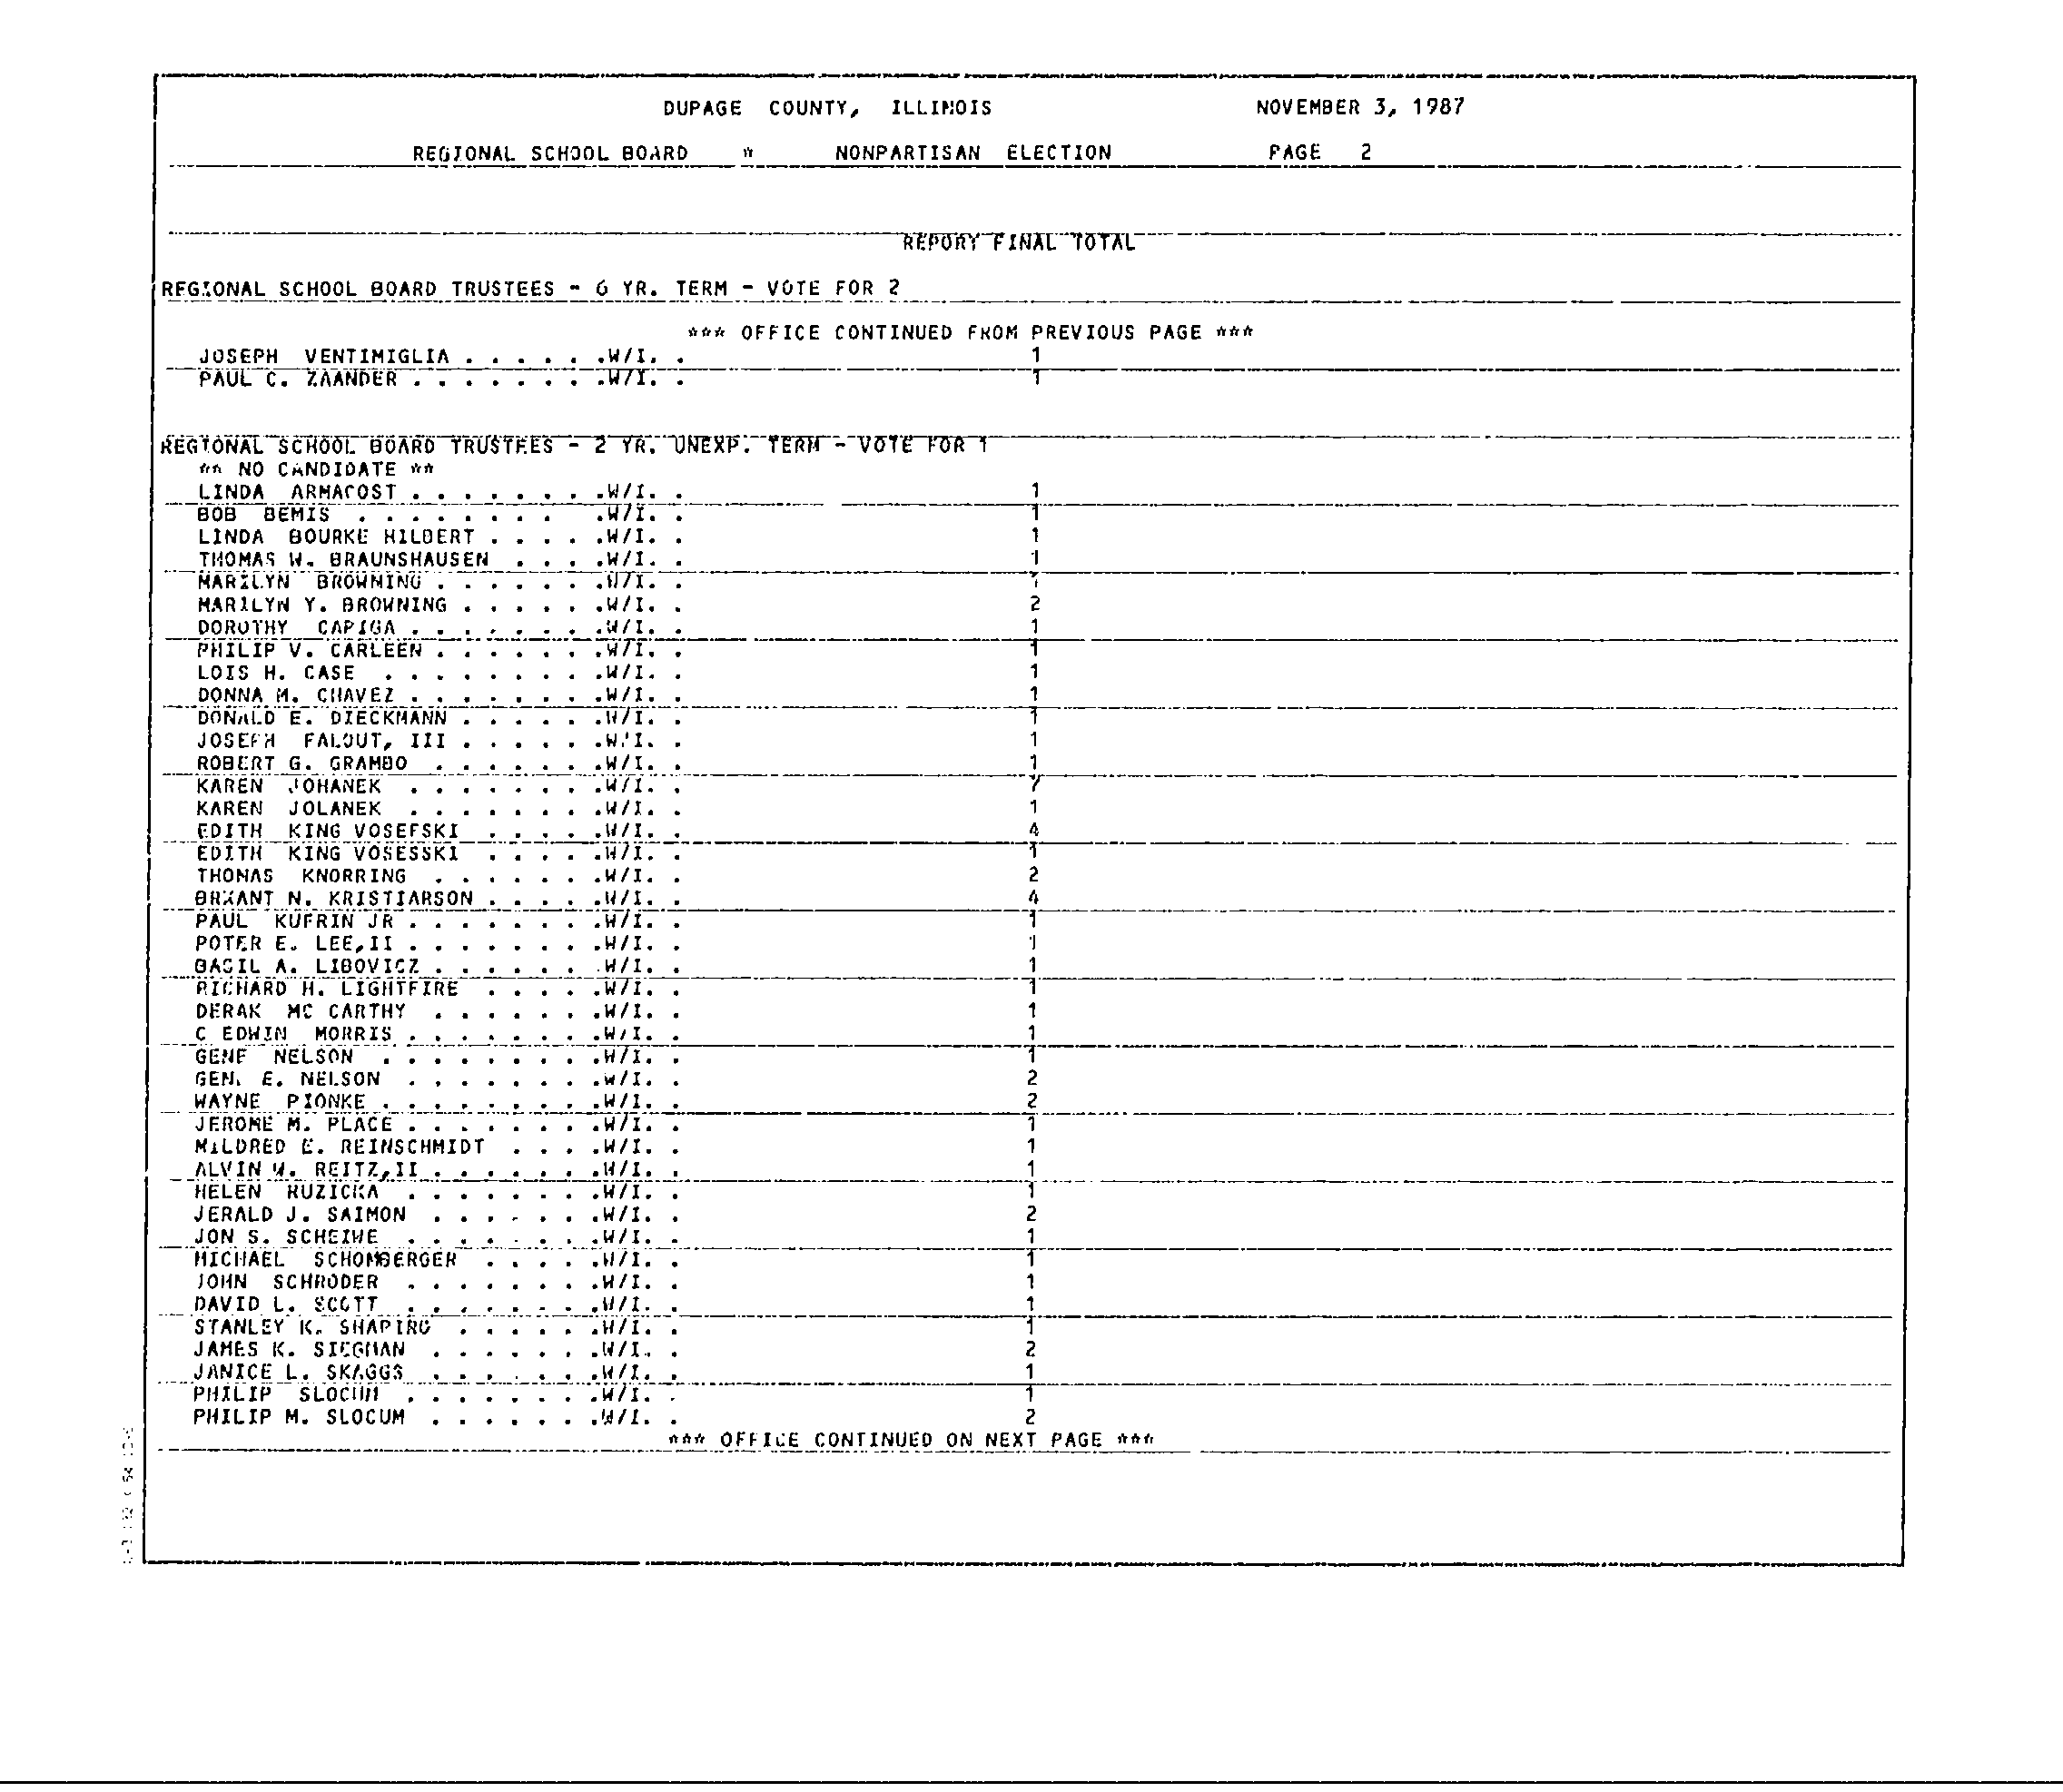 DUPAGE COUNTY, ILLINOIS NOVEMBER 3, 1987
REGIONAL SCHOOL BOARD * NONPARTISAN ELECTION PAGE 2
REPORT FINAL TOTAL
REGIONAL SCHOOL BOARD TRUSTEES - 6 YR. TERM - VOTE FOR 2
*** OFFICE CONTINUED FROM PREVIOUS PAGE ***
JOSEPH VENTIMIGLIA . . . . . .W/I. . 1
PAUL C. ZAANDER . . . . . . . .W/I. . 1
REGIONAL SCHOOL BOARD TRUSTEES - 2 YR. UNEXP. TERM - VOTE FOR 1
** NO CANDIDATE **
LINDA ARMACOST . . . . . . . .W/I. . 1
BOB BEMIS . . . . . . . . .W/I. . 1
LINDA BOURKE HILBERT . . . . .W/I. . 1
THOMAS W. BRAUNSHAUSEN . . . .W/I. . 1
MARILYN BROWNING . . . . . . .W/I. .
MARILYN Y. BROWNING . . . . . .W/I. . 2
DOROTHY CAPIGA . . . . . . . .W/I. . 1
PHILIP V. CARLEEN . . . . . . .W/I. . 1
LOIS H. CASE . . . . . . . . .W/I. . 1
DONNA M. CHAVEZ . . . . . . . .W/I. . 1
DONALD E. DIECKMANN . . . . . .W/I. . 1
JOSEPH FALOUT, III . . . . . .W/I. . 1
ROBERT G. GRAMBO . . . . . . .W/I. . 1
KAREN JOHANEK . . . . . . . .W/I. . 7
KAREN JOLANEK . . . . . . . .W/I. . 1
EDITH KING VOSEFSKI . . . . .W/I. . 4
EDITH KING VOSESSKI . . . . .W/I. . 1
THOMAS KNORRING . . . . . . .W/I. . 2
BRYANT N. KRISTIARSON . . . . .W/I. . 4
PAUL KUFRIN JR . . . . . . . .W/I. . 1
POTER E. LEE,II . . . . . . . .W/I. . 1
BASIL A. LIBOVICZ . . . . . . .W/I. . 1
RICHARD H. LIGHTFIRE . . . . .W/I. . 1
DERAK MC CARTHY . . . . . . .W/I. . 1
C EDWIN MORRIS . . . . . . . .W/I. . 1
GENE NELSON . . . . . . . . .W/I. . 1
GENE E. NELSON . . . . . . . .W/I. . 2
WAYNE PIONKE . . . . . . . . .W/I. . 2
JEROME M. PLACE . . . . . . . .W/I. . 1
MILDRED E. REINSCHMIDT . . . .W/I. . 1
ALVIN W. REITZ,II . . . . . . .W/I. . 1
HELEN RUZICKA . . . . . . . .W/I. . 1
JERALD J. SAIMON . . . . . . .W/I. . 2
JON S. SCHEIWE . . . . . . . .W/I. . 1
MICHAEL SCHOMBERGER . . . . .W/I. . 1
JOHN SCHRODER . . . . . . . .W/I. . 1
DAVID L. SCOTT . . . . . . . .W/I. . 1
STANLEY K. SHAPIRO . . . . . .W/I. . 1
JAMES K. SIEGMAN . . . . . . .W/I. . 2
JANICE L. SKAGGS . . . . . . .W/I. . 1
PHILIP SLOCUM . . . . . . . .W/I. . 1
PHILIP M. SLOCUM . . . . . . .W/I. . 2
*** OFFICE CONTINUED ON NEXT PAGE ***